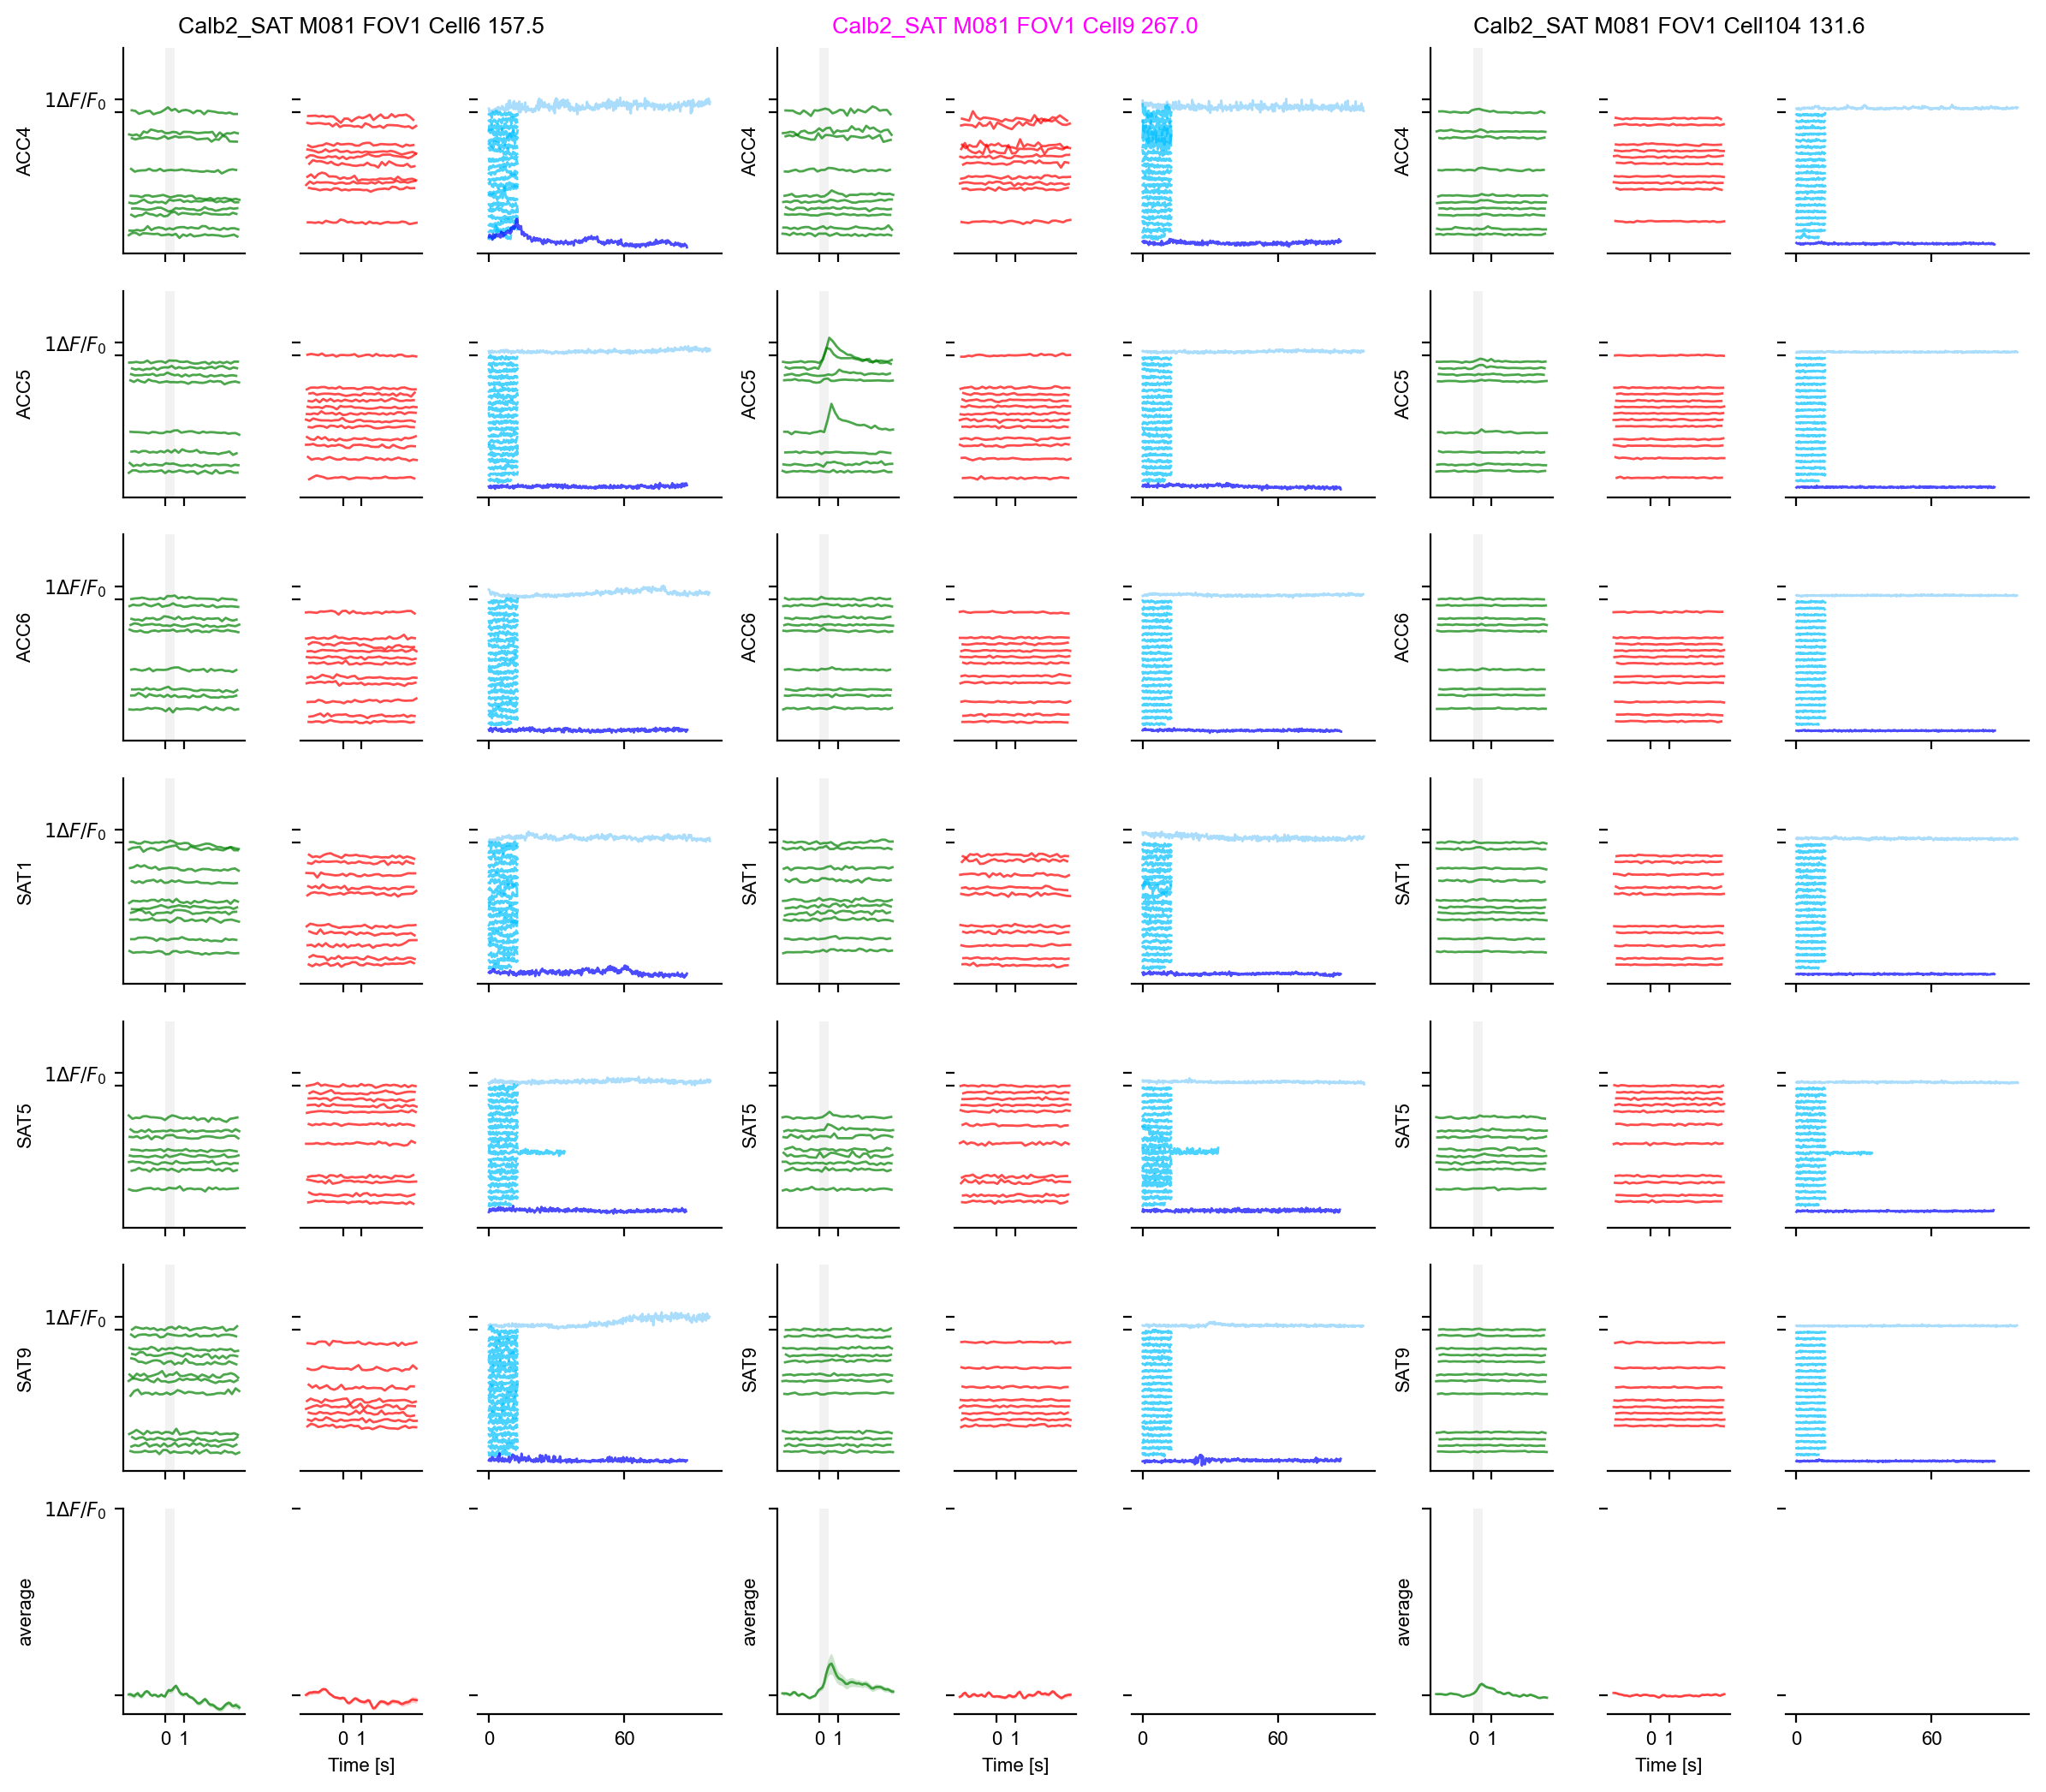 Calb2_SAT M081 FOV1 Cell6 157.5 Calb2_SAT M081 FOV1 Cell9 267.0 Calb2_SAT M081 FOV1 Cell104 131.6
1ΔF/F₀
ACC4 ACC4 ACC4
1ΔF/F₀
ACC5 ACC5 ACC5
1ΔF/F₀
ACC6 ACC6 ACC6
1ΔF/F₀
SAT1 SAT1 SAT1
1ΔF/F₀
SAT5 SAT5 SAT5
1ΔF/F₀
SAT9 SAT9 SAT9
1ΔF/F₀
average average average
0 1 0 1 0 60 0 1 0 1 0 60 0 1 0 1 0 60
Time [s] Time [s] Time [s]